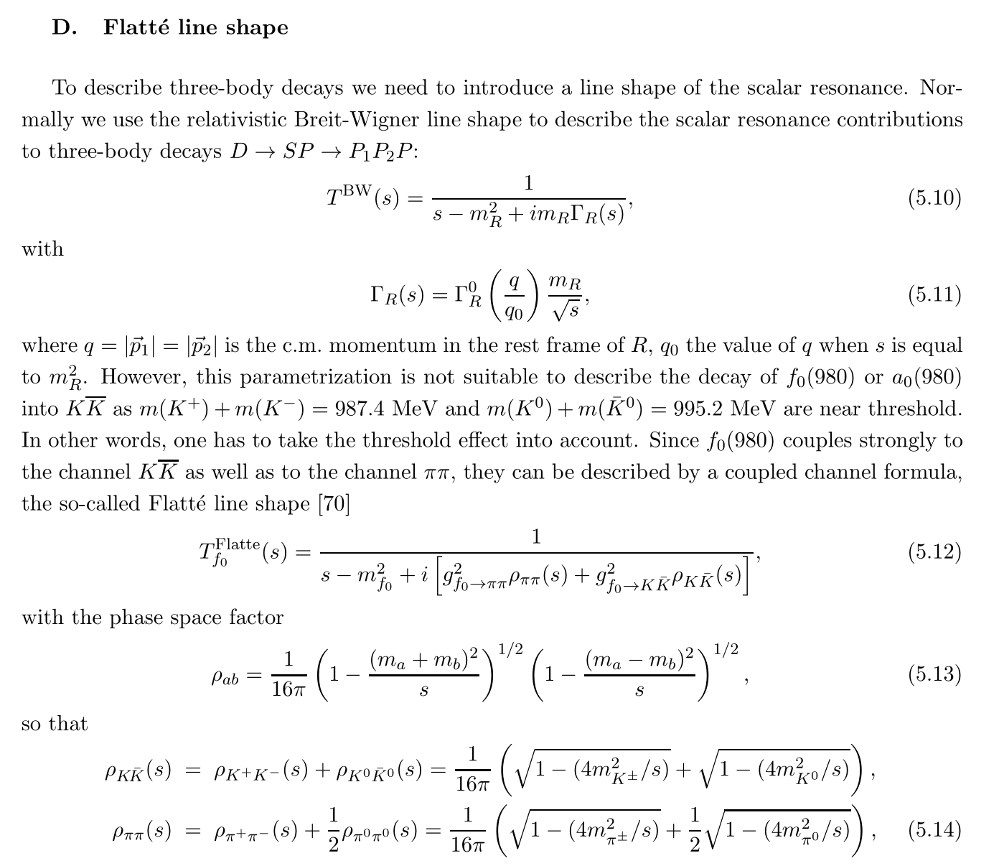 D. Flatté line shape
To describe three-body decays we need to introduce a line shape of the scalar resonance. Nor-
mally we use the relativistic Breit-Wigner line shape to describe the scalar resonance contributions
to three-body decays $D \to SP \to P_1P_2P$:
$T^{\rm BW}(s) = \frac{1}{s - m_R^2 + im_R\Gamma_R(s)},$ (5.10)
with
$\Gamma_R(s) = \Gamma_R^0 \left(\frac{q}{q_0}\right) \frac{m_R}{\sqrt{s}},$ (5.11)
where $q = |\vec{p}_1| = |\vec{p}_2|$ is the c.m. momentum in the rest frame of $R$, $q_0$ the value of $q$ when $s$ is equal
to $m_R^2$. However, this parametrization is not suitable to describe the decay of $f_0(980)$ or $a_0(980)$
into $K\overline{K}$ as $m(K^+) + m(K^-) = 987.4$ MeV and $m(K^0) + m(\bar{K}^0) = 995.2$ MeV are near threshold.
In other words, one has to take the threshold effect into account. Since $f_0(980)$ couples strongly to
the channel $K\overline{K}$ as well as to the channel $\pi\pi$, they can be described by a coupled channel formula,
the so-called Flatté line shape [70]
$T_{f_0}^{\rm Flatte}(s) = \frac{1}{s - m_{f_0}^2 + i\left[g_{f_0\to\pi\pi}^2\rho_{\pi\pi}(s) + g_{f_0\to K\bar{K}}^2\rho_{K\bar{K}}(s)\right]},$ (5.12)
with the phase space factor
$\rho_{ab} = \frac{1}{16\pi}\left(1 - \frac{(m_a + m_b)^2}{s}\right)^{1/2}\left(1 - \frac{(m_a - m_b)^2}{s}\right)^{1/2},$ (5.13)
so that
$\rho_{K\bar{K}}(s) = \rho_{K^+K^-}(s) + \rho_{K^0\bar{K}^0}(s) = \frac{1}{16\pi}\left(\sqrt{1 - (4m_{K^\pm}^2/s)} + \sqrt{1 - (4m_{K^0}^2/s)}\right),$
$\rho_{\pi\pi}(s) = \rho_{\pi^+\pi^-}(s) + \frac{1}{2}\rho_{\pi^0\pi^0}(s) = \frac{1}{16\pi}\left(\sqrt{1 - (4m_{\pi^\pm}^2/s)} + \frac{1}{2}\sqrt{1 - (4m_{\pi^0}^2/s)}\right),$ (5.14)